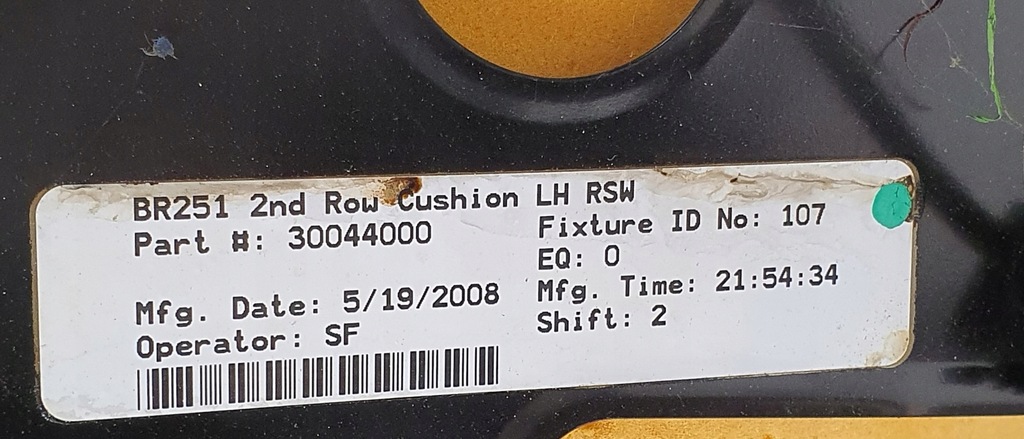 BR251 2nd Row Cushion LH RSW
Part #: 30044000
Fixture ID No: 107
EQ: 0
Mfg. Date: 5/19/2008
Mfg. Time: 21:54:34
Operator: SF
Shift: 2